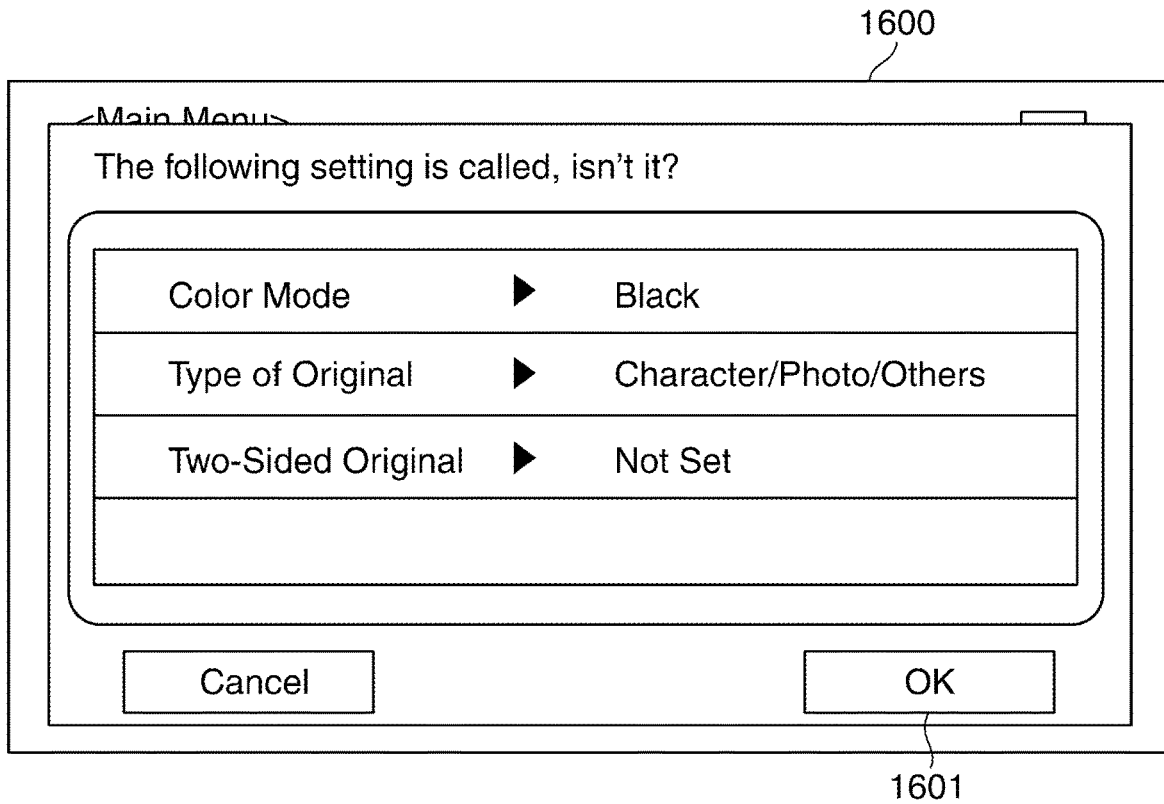 1600
<Main Menu>
The following setting is called, isn't it?
Color Mode ▶ Black
Type of Original ▶ Character/Photo/Others
Two-Sided Original ▶ Not Set
Cancel OK
1601